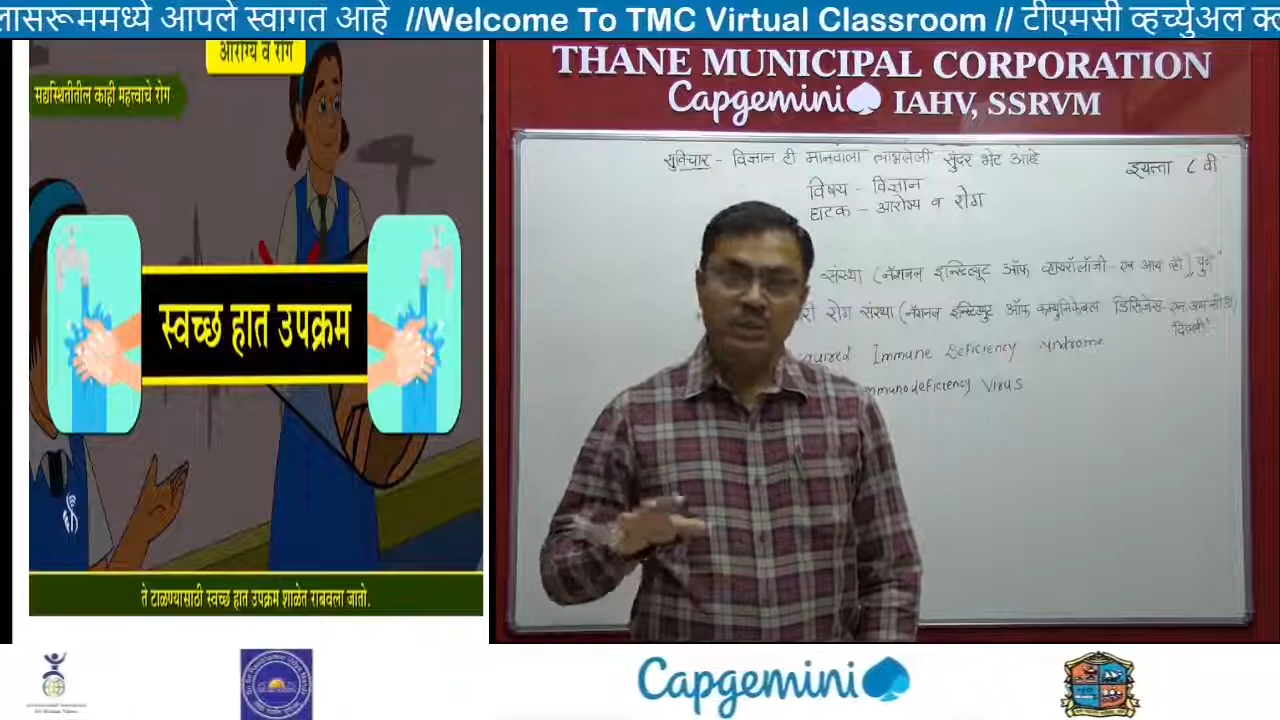 लासरूममध्ये आपले स्वागत आहे //Welcome To TMC Virtual Classroom // टीएमसी व्हर्च्युअल क्ल
आरोग्य व रोग
सद्यस्थितीतील काही महत्त्वाचे रोग
स्वच्छ हात उपक्रम
ते टाळण्यासाठी स्वच्छ हात उपक्रम शाळेत राबवला जातो.
THANE MUNICIPAL CORPORATION
Capgemini IAHV, SSRVM
सुविचार - विज्ञान ही मानवाला लाभलेली सुंदर भेट आहे
इयत्ता ८ वी
विषय - विज्ञान
घटक - आरोग्य व रोग
संस्था (नॅशनल इन्स्टिट्यूट ऑफ व्हायरॉलॉजी - एन आय व्ही), पुणे
रोग संस्था (नॅशनल इन्स्टिट्यूट ऑफ कम्युनिकेबल डिसिजेस -
दिल्ली
quired Immune Deficiency Syndrome
mmunodeficiency Virus
Capgemini